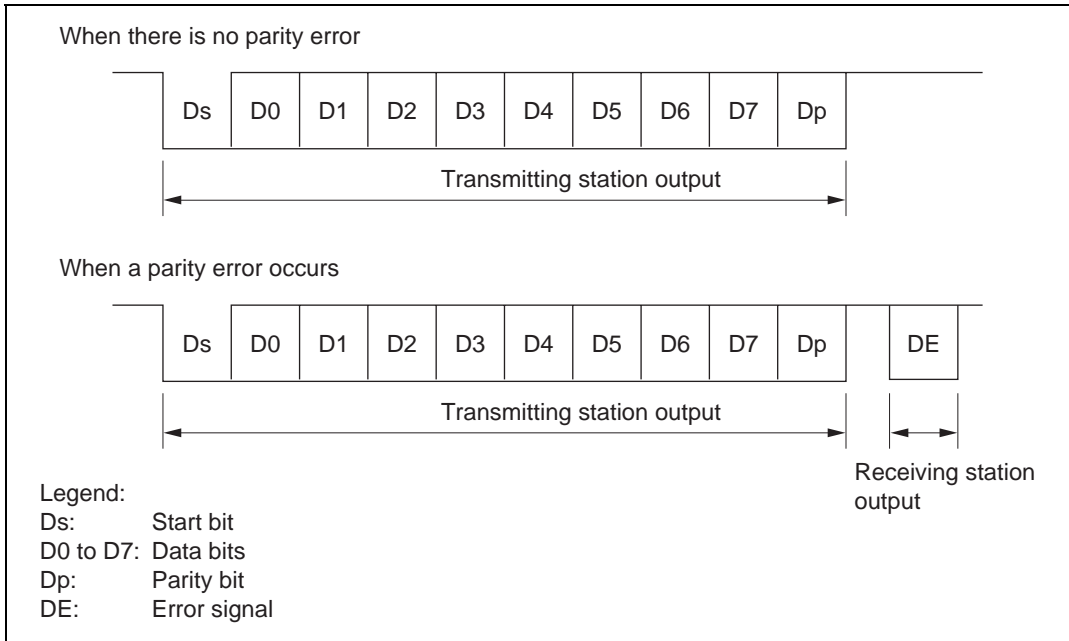 When there is no parity error
Ds D0 D1 D2 D3 D4 D5 D6 D7 Dp
Transmitting station output
When a parity error occurs
Ds D0 D1 D2 D3 D4 D5 D6 D7 Dp DE
Transmitting station output
Receiving station
output
Legend:
Ds: Start bit
D0 to D7: Data bits
Dp: Parity bit
DE: Error signal